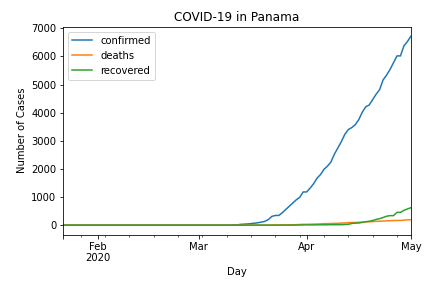 COVID-19 in Panama
confirmed
deaths
recovered
7000
6000
5000
4000
3000
2000
1000
0
Number of Cases
Feb
2020
Mar
Apr
May
Day